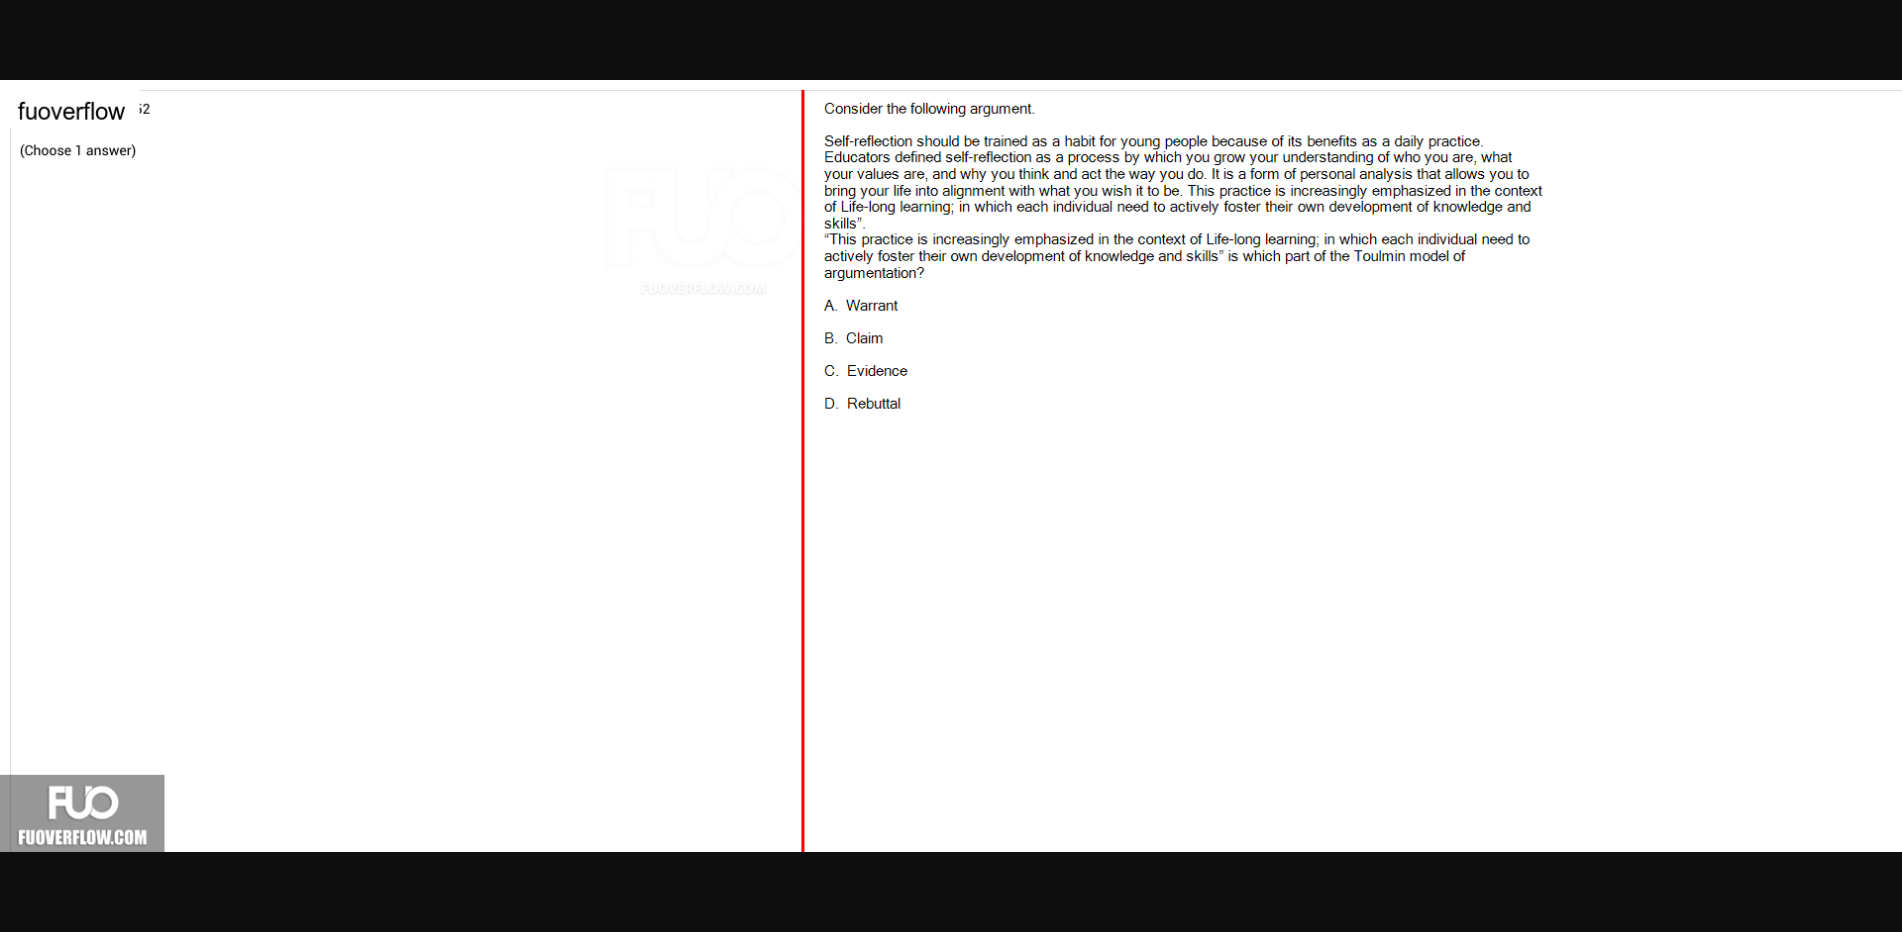 fuoverflow 52
(Choose 1 answer)
FUO
FUOVERFLOW.COM
Consider the following argument.
Self-reflection should be trained as a habit for young people because of its benefits as a daily practice.
Educators defined self-reflection as a process by which you grow your understanding of who you are, what
your values are, and why you think and act the way you do. It is a form of personal analysis that allows you to
bring your life into alignment with what you wish it to be. This practice is increasingly emphasized in the context
of Life-long learning; in which each individual need to actively foster their own development of knowledge and
skills”.
“This practice is increasingly emphasized in the context of Life-long learning; in which each individual need to
actively foster their own development of knowledge and skills” is which part of the Toulmin model of
argumentation?
A. Warrant
B. Claim
C. Evidence
D. Rebuttal
FUO
FUOVERFLOW.COM